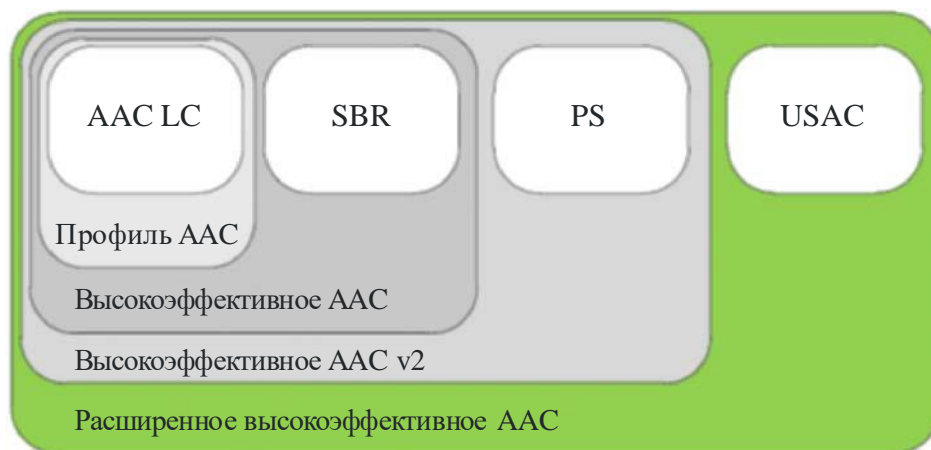 AAC LC SBR PS USAC
Профиль AAC
Высокоэффективное AAC
Высокоэффективное AAC v2
Расширенное высокоэффективное AAC